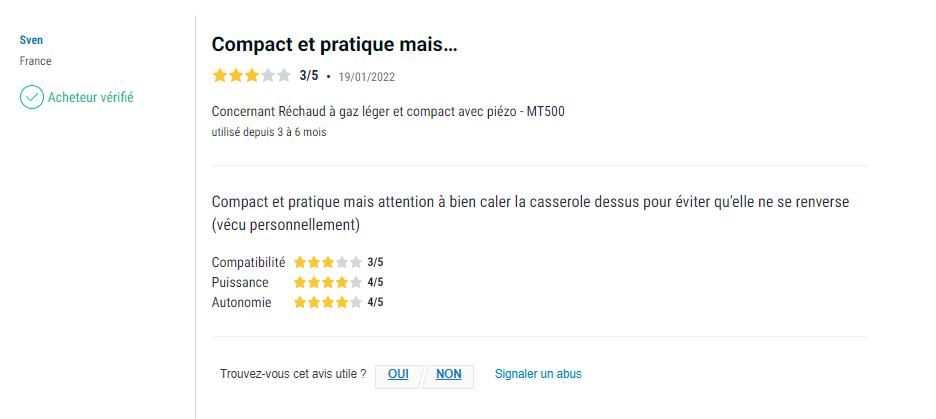 Sven
France
Acheteur vérifié
Compact et pratique mais...
3/5 • 19/01/2022
Concernant Réchaud à gaz léger et compact avec piézo - MT500
utilisé depuis 3 à 6 mois
Compact et pratique mais attention à bien caler la casserole dessus pour éviter qu'elle ne se renverse
(vécu personnellement)
Compatibilité 3/5
Puissance 4/5
Autonomie 4/5
Trouvez-vous cet avis utile ? OUI NON Signaler un abus